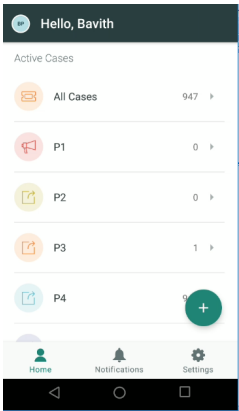 BP Hello, Bavith
Active Cases
All Cases 947
P1 0
P2 0
P3 1
P4
+
Home Notifications Settings